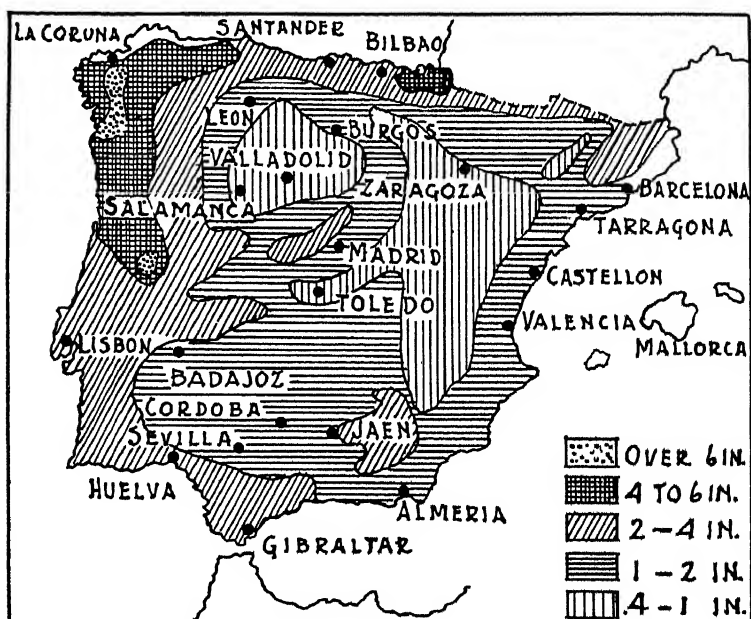 LA CORUNA
SANTANDER
BILBAO
LEON
BURGOS
VALLADOLID
ZARAGOZA
SALAMANCA
BARCELONA
TARRAGONA
MADRID
CASTELLON
TOLEDO
VALENCIA
LISBON
MALLORCA
BADAJOZ
CORDOBA
JAEN
SEVILLA
HUELVA
ALMERIA
GIBRALTAR
OVER 6 IN.
4 TO 6 IN.
2-4 IN.
1-2 IN.
.4-1 IN.